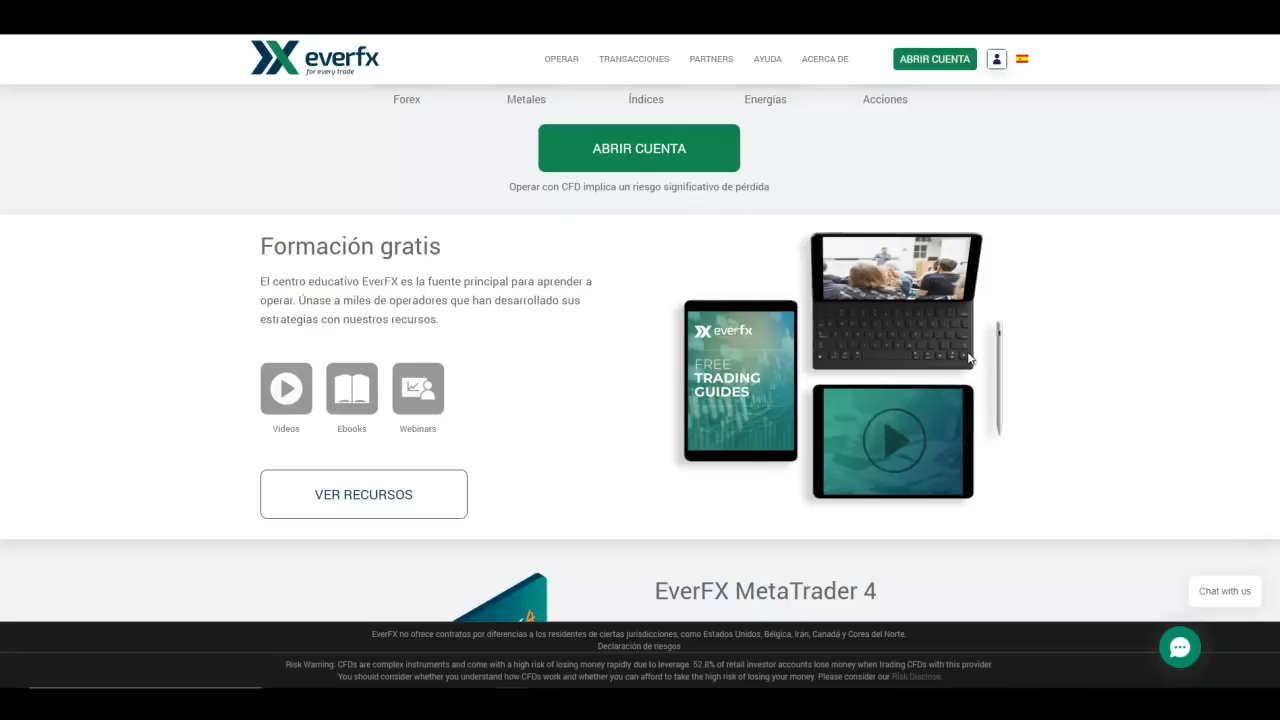 everfx
for every trade
OPERAR TRANSACCIONES PARTNERS AYUDA ACERCA DE ABRIR CUENTA
Forex Metales Índices Energías Acciones
ABRIR CUENTA
Operar con CFD implica un riesgo significativo de pérdida
Formación gratis
El centro educativo EverFX es la fuente principal para aprender a
operar. Únase a miles de operadores que han desarrollado sus
estrategias con nuestros recursos.
Videos Ebooks Webinars
VER RECURSOS
everfx
FREE
TRADING
GUIDES
EverFX MetaTrader 4
Chat with us
EverFX no ofrece contratos por diferencias a los residentes de ciertas jurisdicciones, como Estados Unidos, Bélgica, Irán, Canadá y Corea del Norte.
Declaración de riesgos
Risk Warning: CFDs are complex instruments and come with a high risk of losing money rapidly due to leverage. 52.8% of retail investor accounts lose money when trading CFDs with this provider.
You should consider whether you understand how CFDs work and whether you can afford to take the high risk of losing your money. Please consider our Risk Disclose